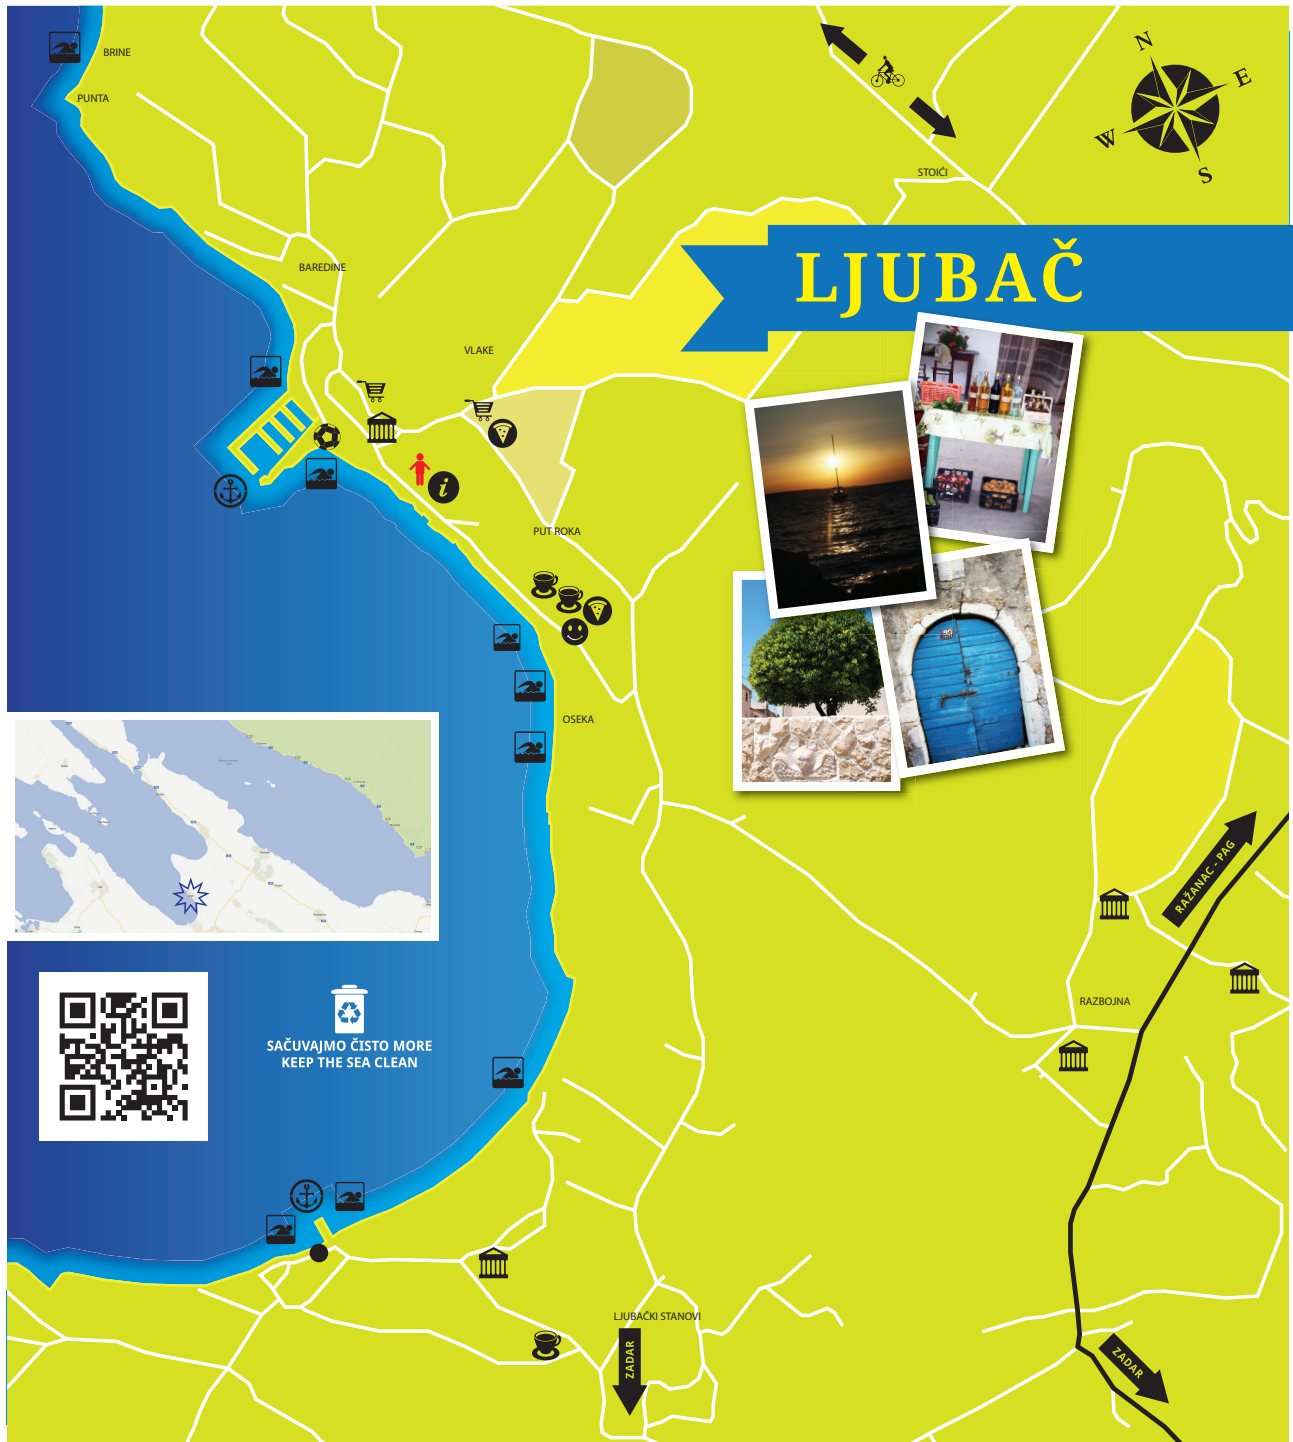 BRINE
PUNTA
N
E
W
S
STOIĆI
LJUBAČ
BAREDINE
VLAKE
i
PUT ROKA
OSEKA
RAŽANAC - PAG
RAZBOJNA
SAČUVAJMO ČISTO MORE
KEEP THE SEA CLEAN
LJUBAČKI STANOVI
ZADAR
ZADAR